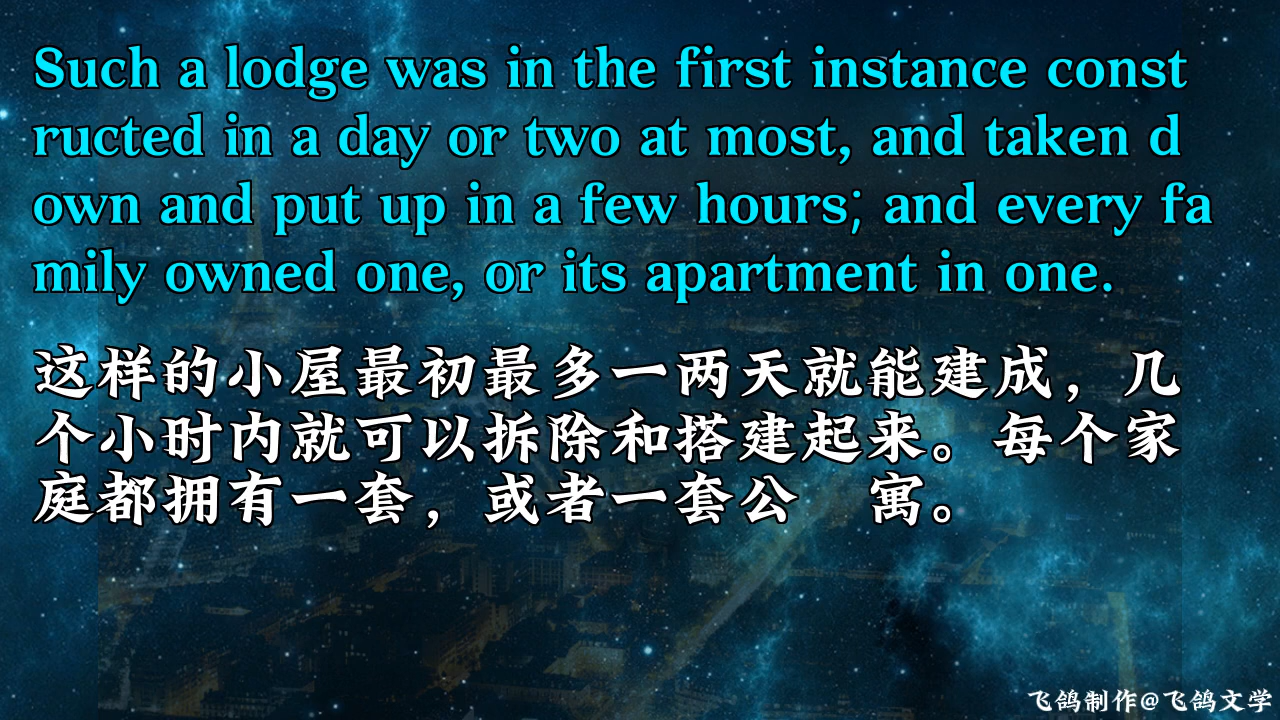 Such a lodge was in the first instance const
ructed in a day or two at most, and taken d
own and put up in a few hours; and every fa
mily owned one, or its apartment in one.
这样的小屋最初最多一两天就能建成，几
个小时内就可以拆除和搭建起来。每个家
庭都拥有一套，或者一套公　寓。
飞鸽制作@飞鸽文学